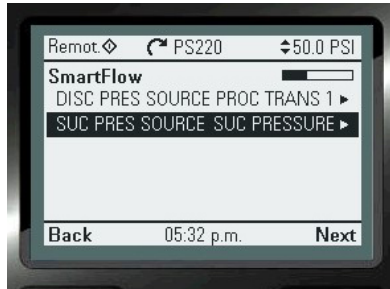 Remot. PS220 50.0 PSI
SmartFlow
DISC PRES SOURCE PROC TRANS 1
SUC PRES SOURCE SUC PRESSURE
Back 05:32 p.m. Next